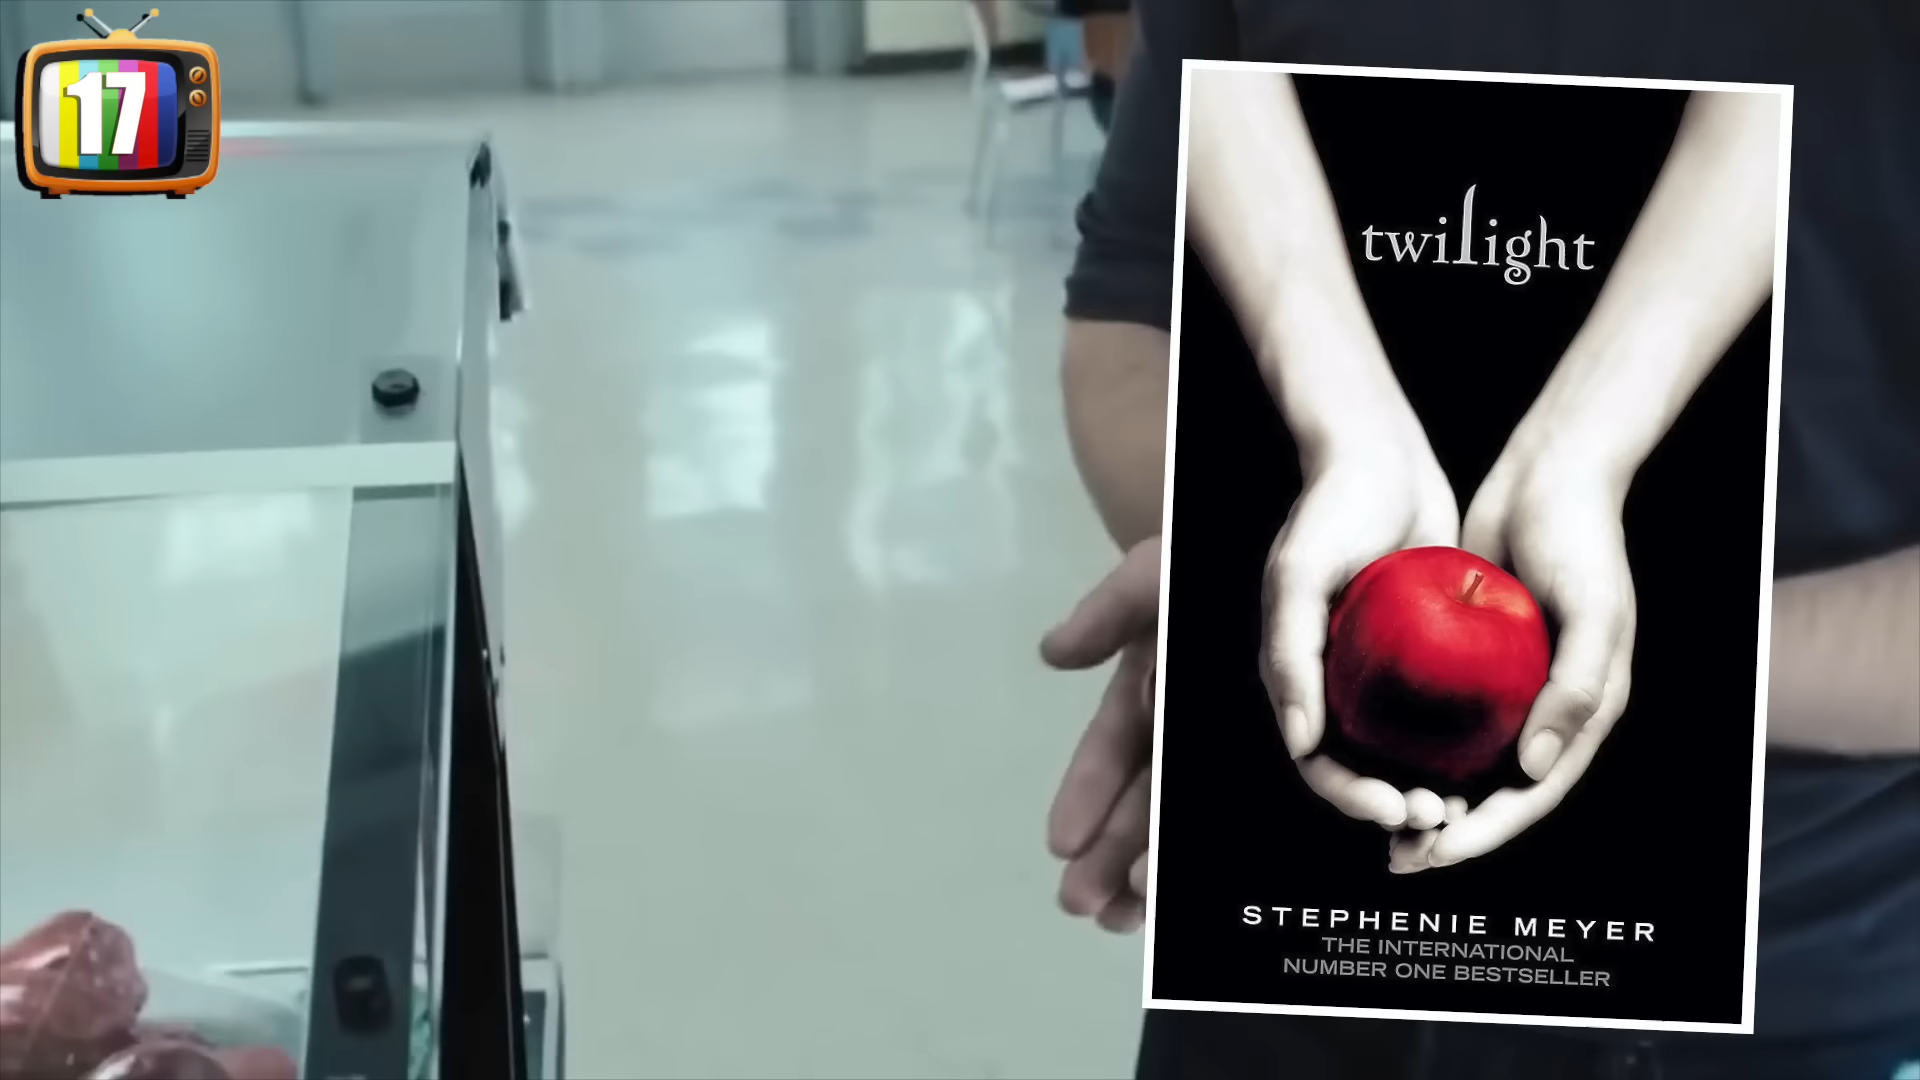 17
twilight
STEPHENIE MEYER
THE INTERNATIONAL
NUMBER ONE BESTSELLER